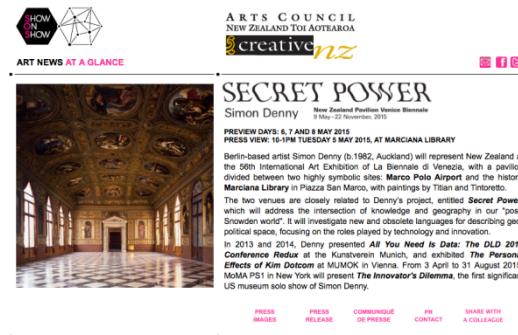 SHOW
ON
SHOW
ARTS COUNCIL
NEW ZEALAND TOI AOTEAROA
creative nz
ART NEWS AT A GLANCE
SECRET POWER
Simon Denny
New Zealand Pavilion Venice Biennale
9 May - 22 November, 2015
PREVIEW DAYS: 6, 7 AND 8 MAY 2015
PRESS VIEW: 10-1PM TUESDAY 5 MAY 2015, AT MARCIANA LIBRARY
Berlin-based artist Simon Denny (b.1982, Auckland) will represent New Zealand
the 56th International Art Exhibition of La Biennale di Venezia, with a
divided between two highly symbolic sites: Marco Polo Airport and the
Marciana Library in Piazza San Marco, with paintings by Titian and Tintoretto.
The two venues are closely related to Denny's project, entitled Secret
which will address the intersection of knowledge and geography in our
Snowden world". It will investigate new and obsolete languages for describing
political space, focusing on the roles played by technology and innovation.
In 2013 and 2014, Denny presented All You Need Is Data: The DLD
Conference Redux at the Kunstverein Munich, and exhibited The
Effects of Kim Dotcom at MUMOK in Vienna. From 3 April to 31 August
MoMA PS1 in New York will present The Innovator's Dilemma, the first
US museum solo show of Simon Denny.
PRESS IMAGES
PRESS RELEASE
COMMUNIQUÉ DE PRESSE
PR CONTACT
SHARE WITH A COLLEAGUE